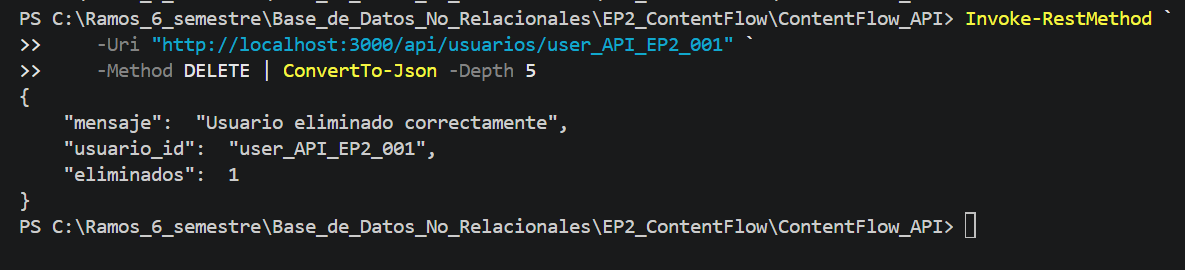 PS C:\Ramos_6_semestre\Base_de_Datos_No_Relacionales\EP2_ContentFlow\ContentFlow_API> Invoke-RestMethod `
>>     -Uri "http://localhost:3000/api/usuarios/user_API_EP2_001" `
>>     -Method DELETE | ConvertTo-Json -Depth 5
{
    "mensaje":  "Usuario eliminado correctamente",
    "usuario_id":  "user_API_EP2_001",
    "eliminados":  1
}
PS C:\Ramos_6_semestre\Base_de_Datos_No_Relacionales\EP2_ContentFlow\ContentFlow_API>